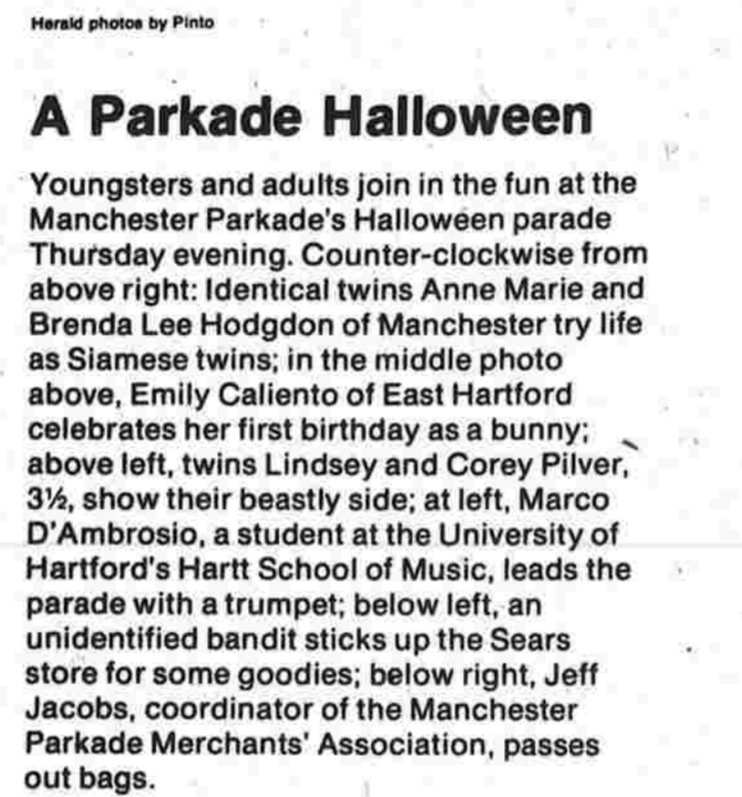 Herald photos by Pinto
A Parkade Halloween
Youngsters and adults join in the fun at the
Manchester Parkade's Halloween parade
Thursday evening. Counter-clockwise from
above right: Identical twins Anne Marie and
Brenda Lee Hodgdon of Manchester try life
as Siamese twins; in the middle photo
above, Emily Caliento of East Hartford
celebrates her first birthday as a bunny;
above left, twins Lindsey and Corey Pilver,
3½, show their beastly side; at left, Marco
D'Ambrosio, a student at the University of
Hartford's Hartt School of Music, leads the
parade with a trumpet; below left, an
unidentified bandit sticks up the Sears
store for some goodies; below right, Jeff
Jacobs, coordinator of the Manchester
Parkade Merchants' Association, passes
out bags.